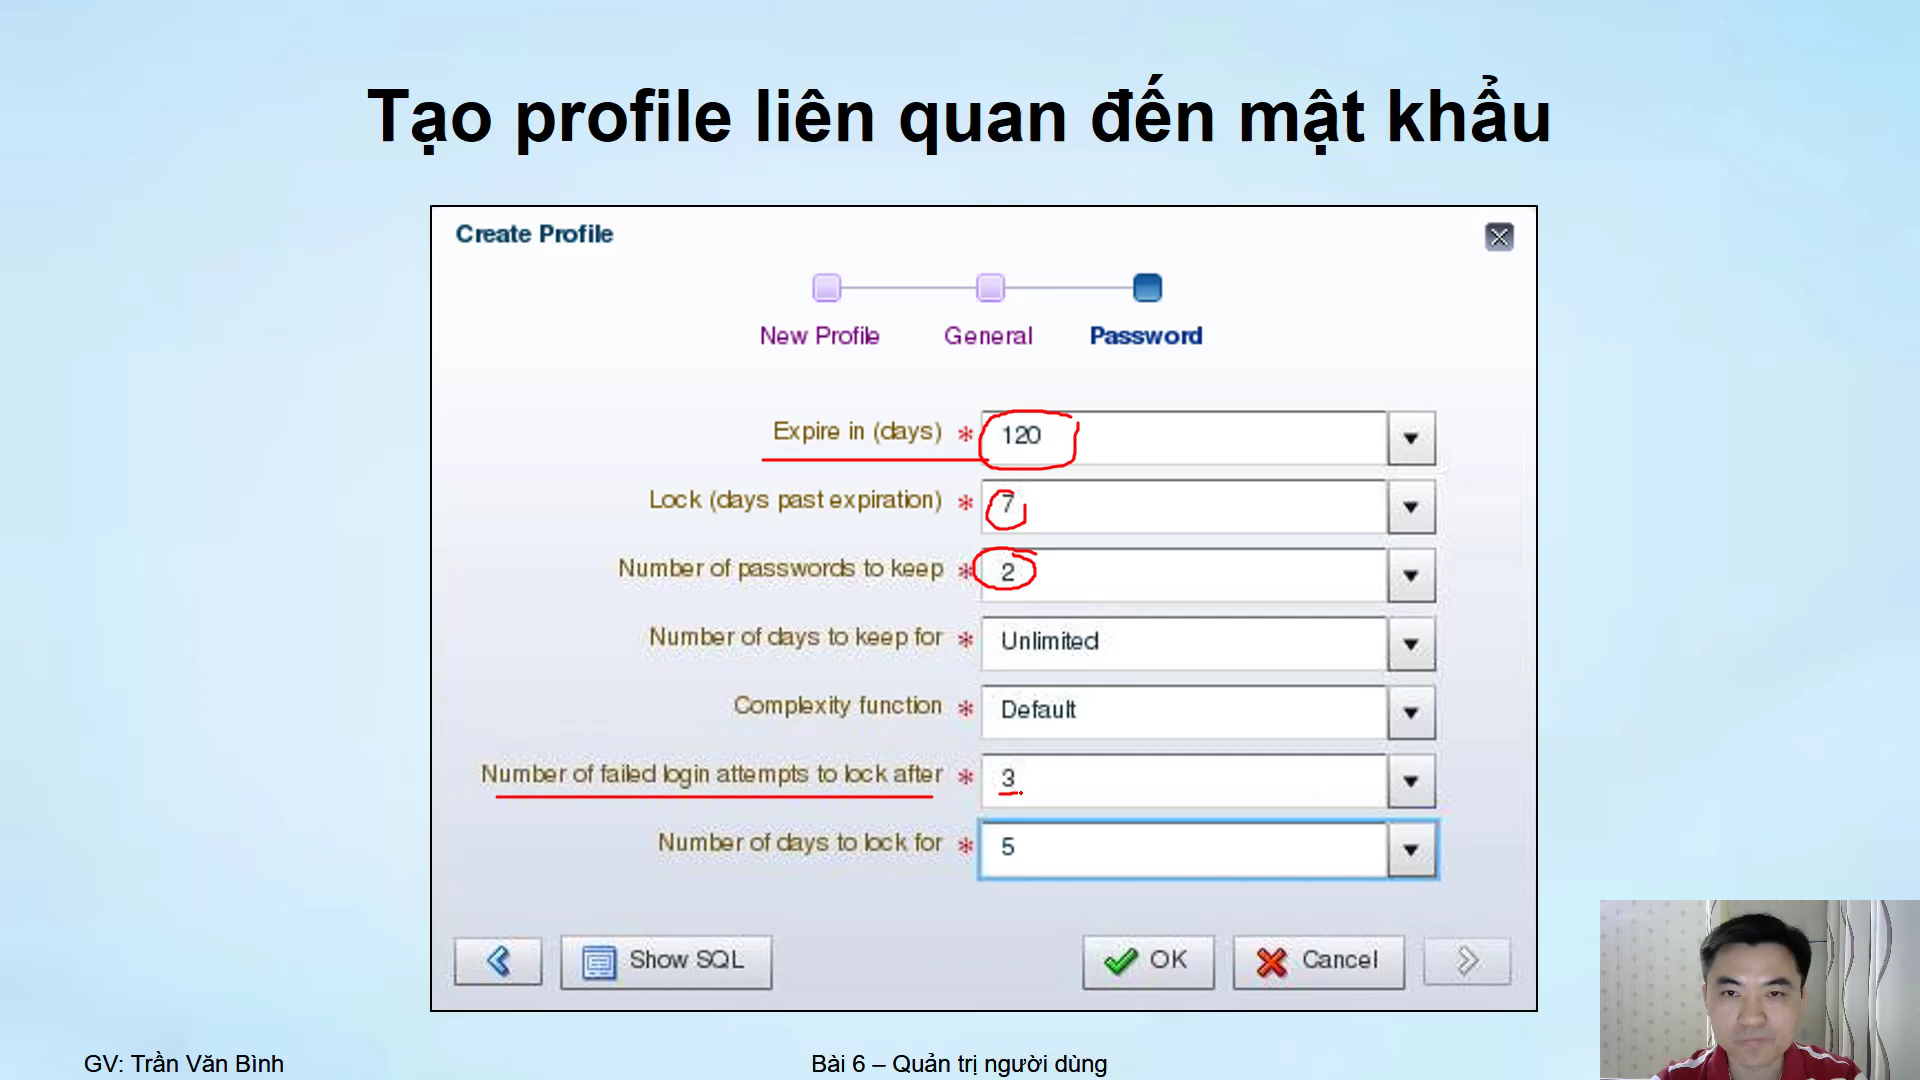 Tạo profile liên quan đến mật khẩu
Create Profile
New Profile General Password
Expire in (days) * 120
Lock (days past expiration) * 7
Number of passwords to keep * 2
Number of days to keep for * Unlimited
Complexity function * Default
Number of failed login attempts to lock after * 3
Number of days to lock for * 5
Show SQL OK Cancel
GV: Trần Văn Bình Bài 6 – Quản trị người dùng